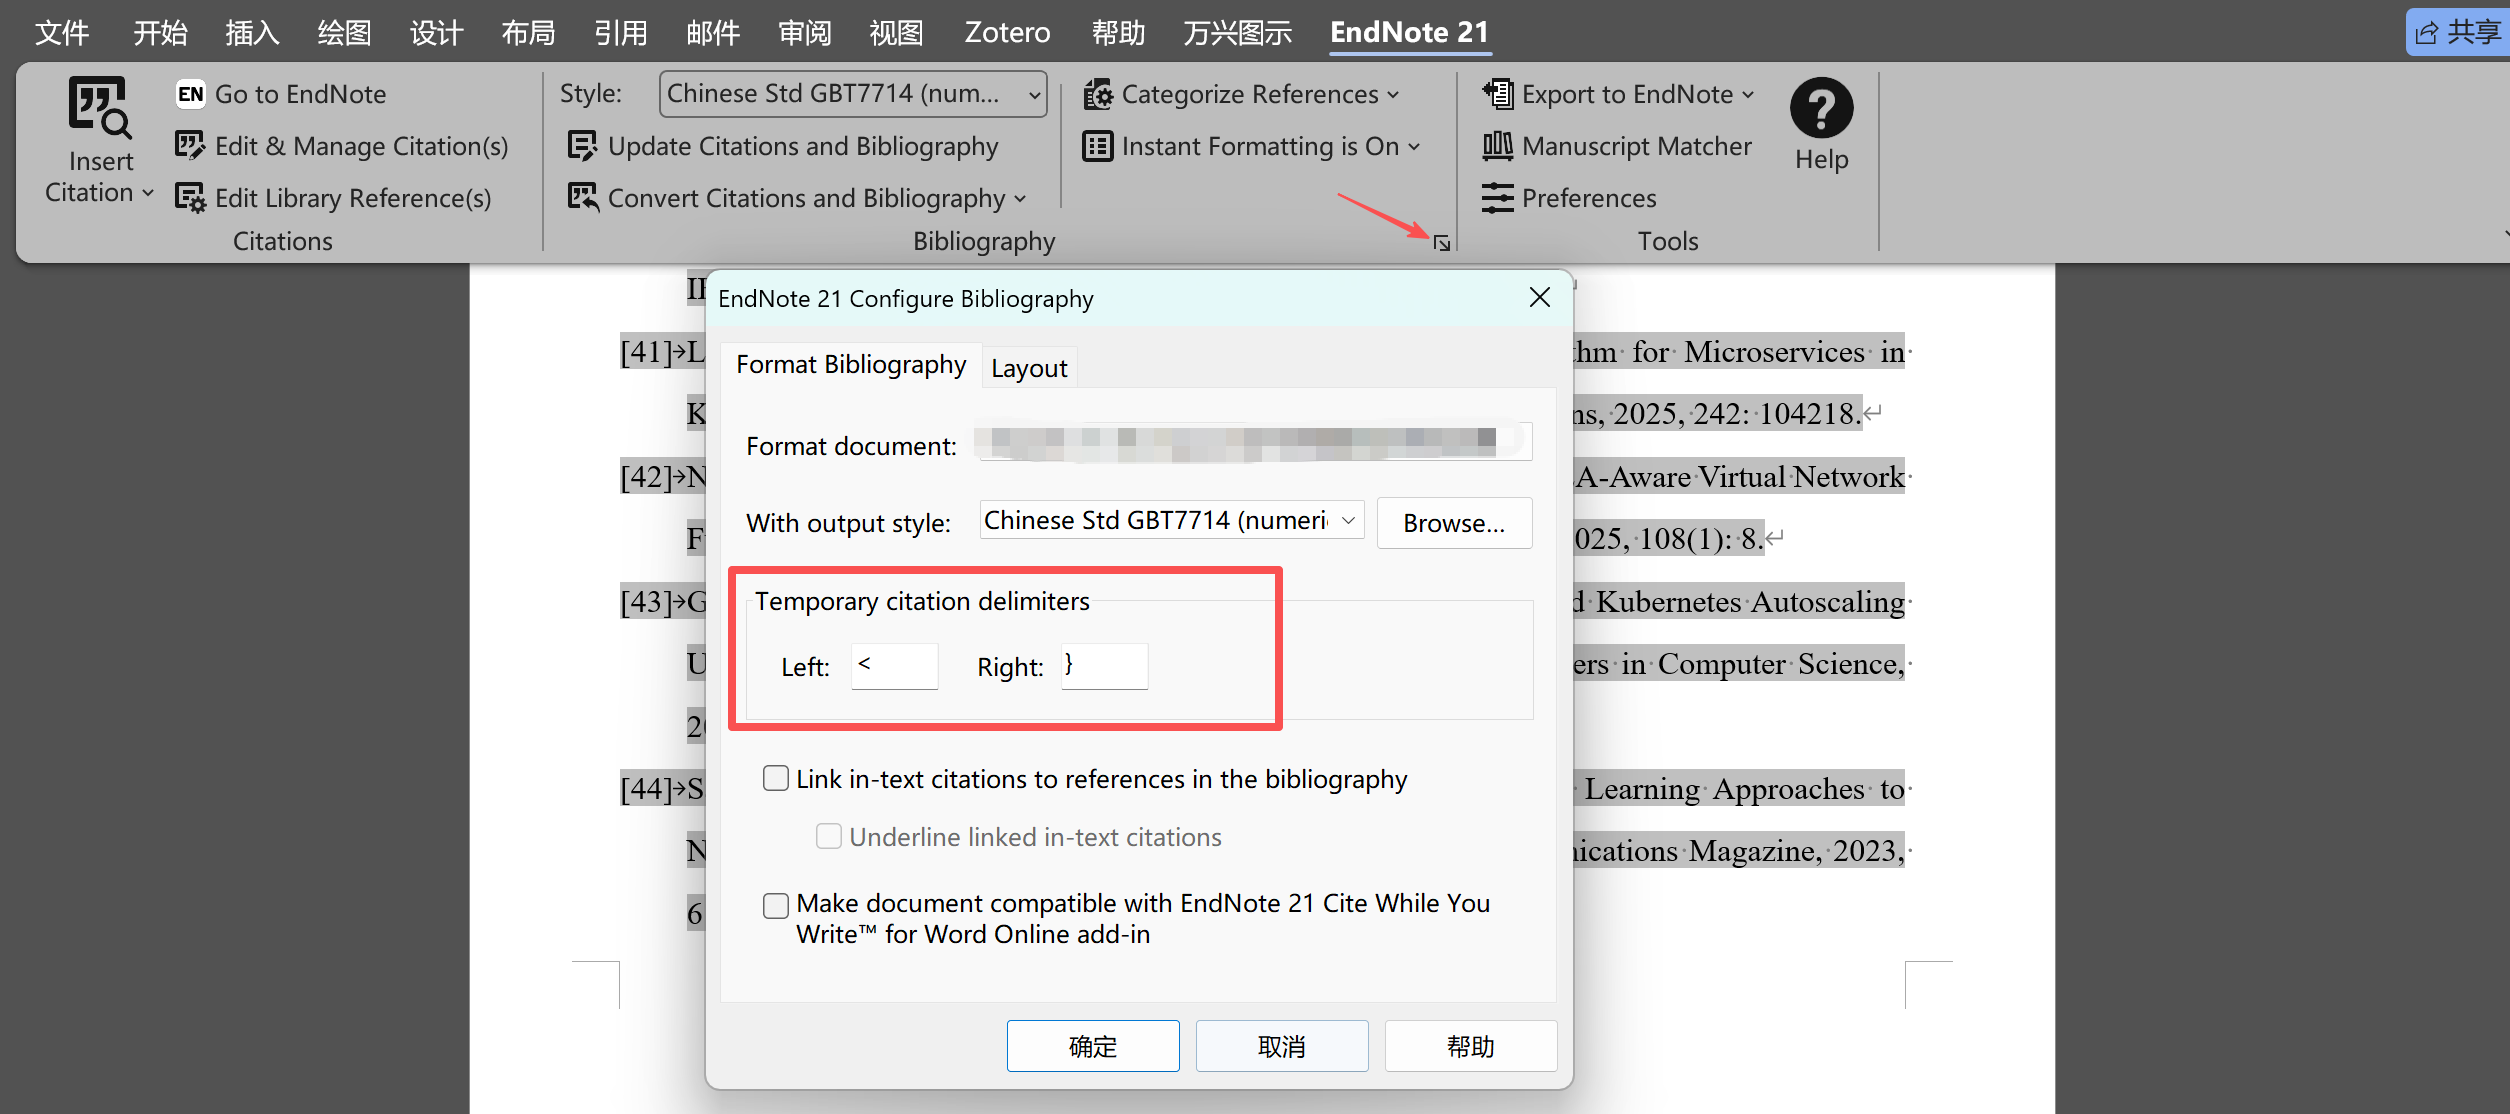 文件 开始 插入 绘图 设计 布局 引用 邮件 审阅 视图 Zotero 帮助 万兴图示 EndNote 21 共享
Insert Citation
EN Go to EndNote
Edit & Manage Citation(s)
Edit Library Reference(s)
Citations
Style: Chinese Std GBT7714 (num...
Update Citations and Bibliography
Convert Citations and Bibliography
Categorize References
Instant Formatting is On
Bibliography
Export to EndNote
Manuscript Matcher
Preferences
Help
Tools
EndNote 21 Configure Bibliography
Format Bibliography Layout
Format document:
With output style: Chinese Std GBT7714 (numeri Browse...
Temporary citation delimiters
Left: < Right: }
Link in-text citations to references in the bibliography
Underline linked in-text citations
Make document compatible with EndNote 21 Cite While You
Write™ for Word Online add-in
确定 取消 帮助
[41] L thm for Microservices in
K ns, 2025, 242: 104218.
[42] N A-Aware Virtual Network
F 025, 108(1): 8.
[43] G d Kubernetes Autoscaling
U ers in Computer Science,
20
[44] S Learning Approaches to
N nications Magazine, 2023,
6